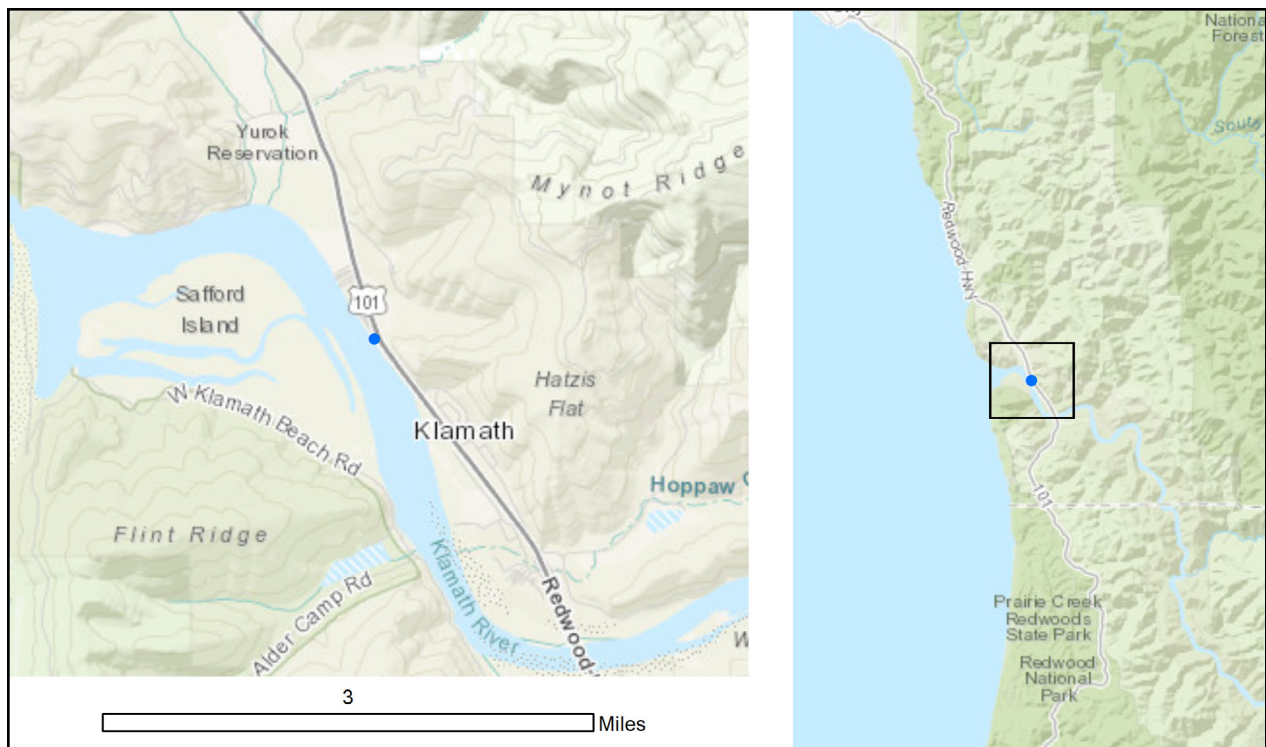 Yurok
Reservation
Mynot Ridge
Safford
Island
101
W Klamath Beach Rd
Hatzis
Flat
Klamath
Hoppaw
Flint Ridge
Klamath River
Alder Camp Rd
Redwood
W
3
Miles
National
Forest
South
Redwood Hwy
101
Prairie Creek
Redwoods
State Park
Redwood
National
Park